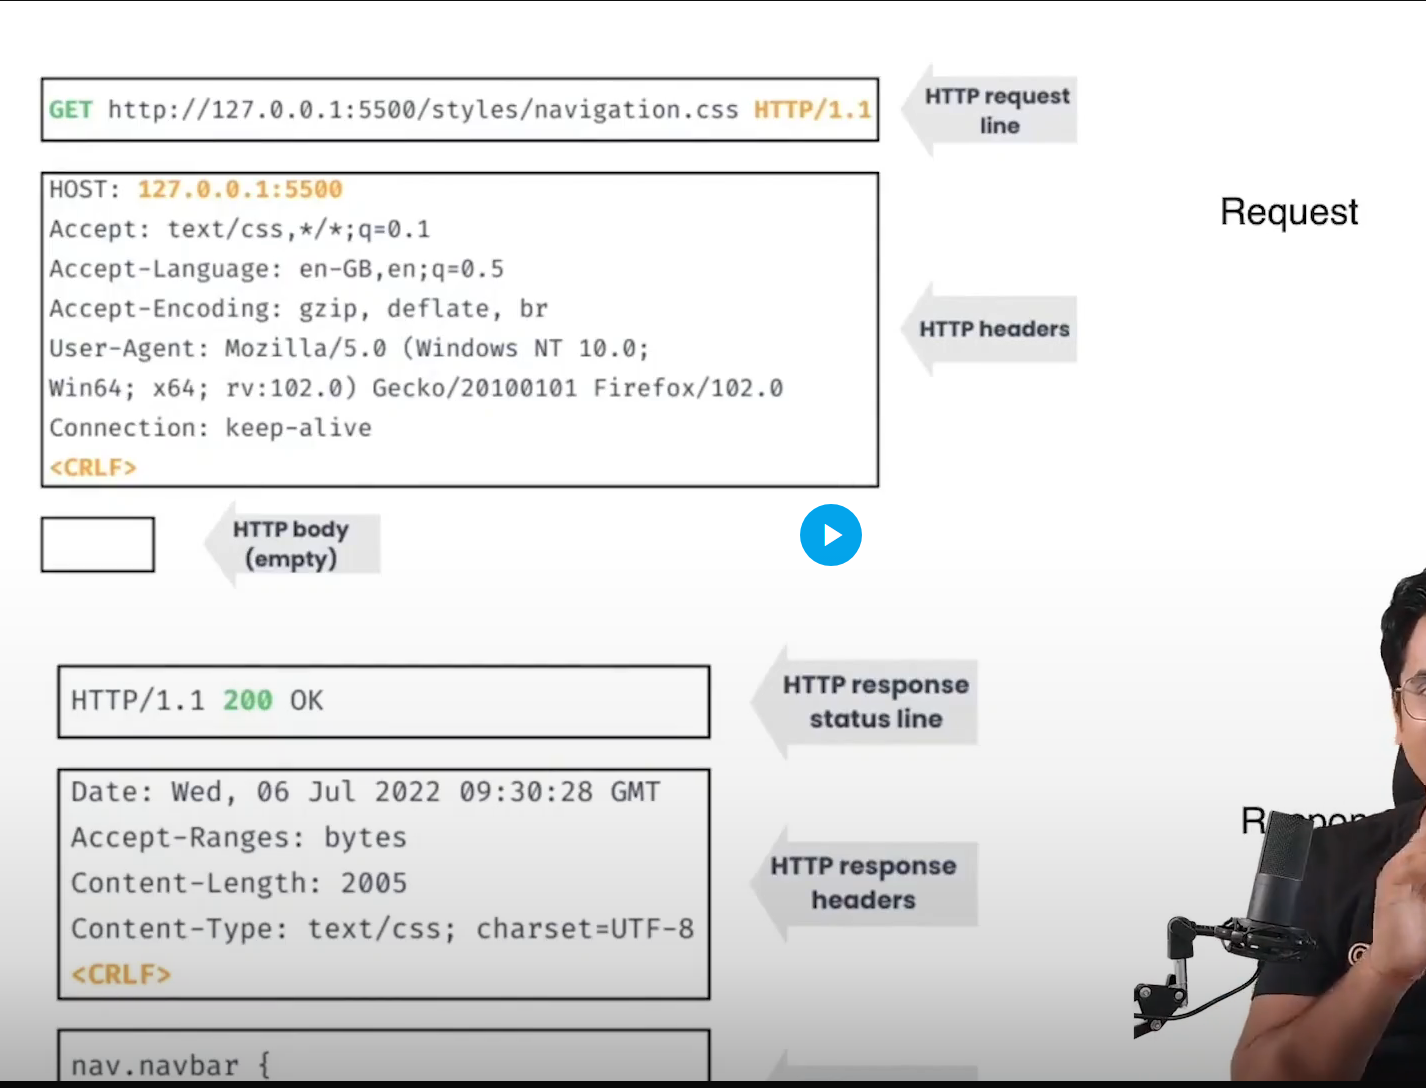 GET http://127.0.0.1:5500/styles/navigation.css HTTP/1.1
HTTP request
line
HOST: 127.0.0.1:5500
Accept: text/css,*/*;q=0.1
Accept-Language: en-GB,en;q=0.5
Accept-Encoding: gzip, deflate, br
User-Agent: Mozilla/5.0 (Windows NT 10.0;
Win64; x64; rv:102.0) Gecko/20100101 Firefox/102.0
Connection: keep-alive
<CRLF>
HTTP headers
Request
HTTP body
(empty)
HTTP/1.1 200 OK
HTTP response
status line
Date: Wed, 06 Jul 2022 09:30:28 GMT
Accept-Ranges: bytes
Content-Length: 2005
Content-Type: text/css; charset=UTF-8
<CRLF>
HTTP response
headers
nav.navbar {